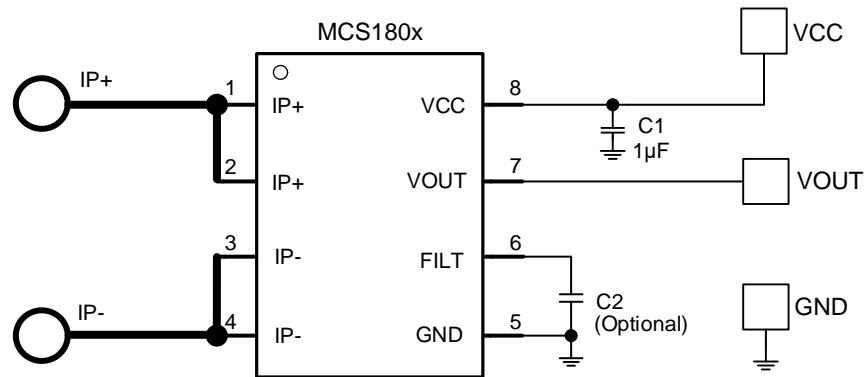 MCS180x
VCC
IP+
1
IP+
VCC
8
C1
1µF
2
IP+
VOUT
7
VOUT
3
IP-
FILT
6
C2
(Optional)
GND
IP-
4
IP-
GND
5